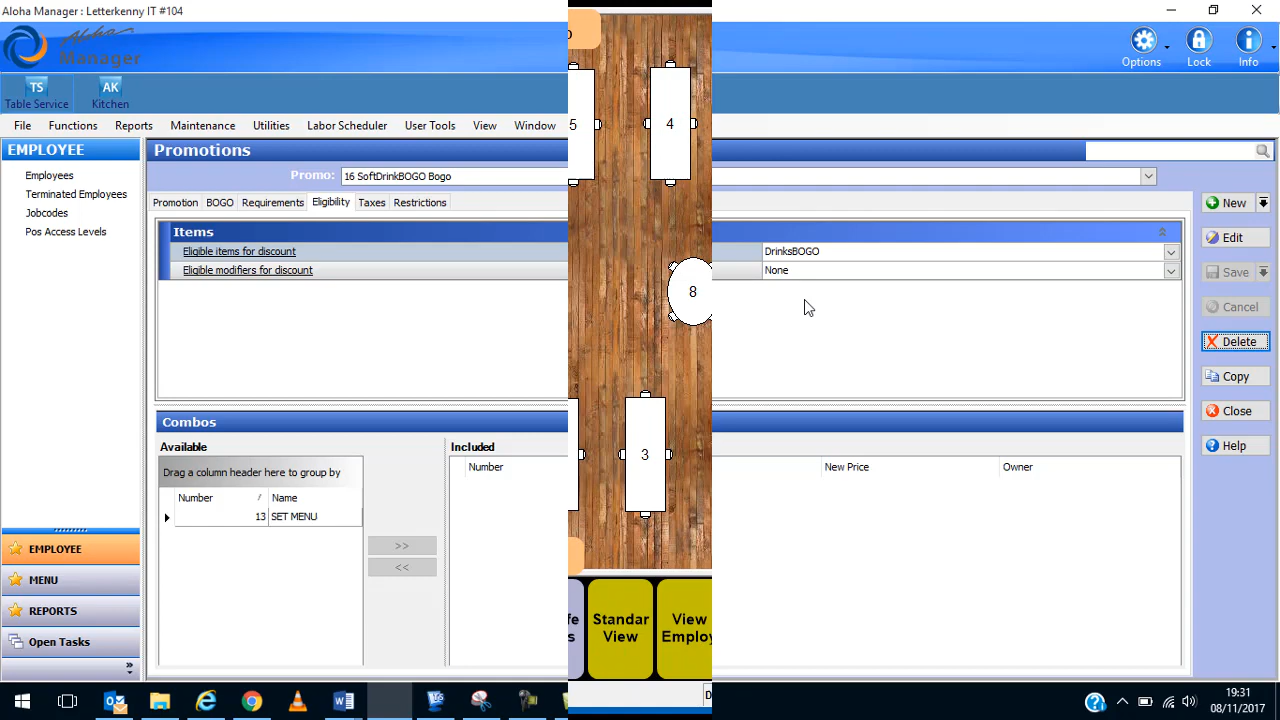 Aloha Manager : Letterkenny IT #104
Aloha
Manager
Options
Lock
Info
TS
Table Service
AK
Kitchen
File
Functions
Reports
Maintenance
Utilities
Labor Scheduler
User Tools
View
Window
EMPLOYEE
Employees
Terminated Employees
Jobcodes
Pos Access Levels
EMPLOYEE
MENU
REPORTS
Open Tasks
Promotions
Promo:
16 SoftDrinkBOGO Bogo
Promotion
BOGO
Requirements
Eligibility
Taxes
Restrictions
Items
Eligible items for discount
DrinksBOGO
Eligible modifiers for discount
None
Combos
Available
Drag a column header here to group by
Number
Name
13
SET MENU
>>
<<
Included
Number
New Price
Owner
New
Edit
Save
Cancel
Delete
Copy
Close
Help
5
4
8
3
Standar
View
View
Employ
19:31
08/11/2017